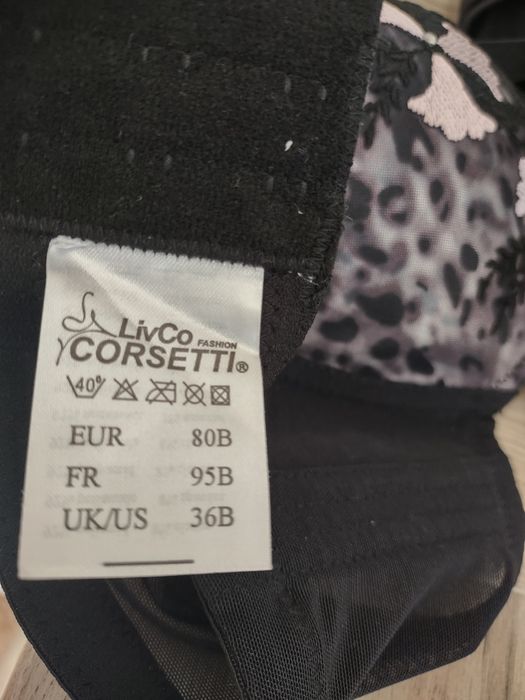 LivCo FASHION
CORSETTI®
40°
EUR 80B
FR 95B
UK/US 36B